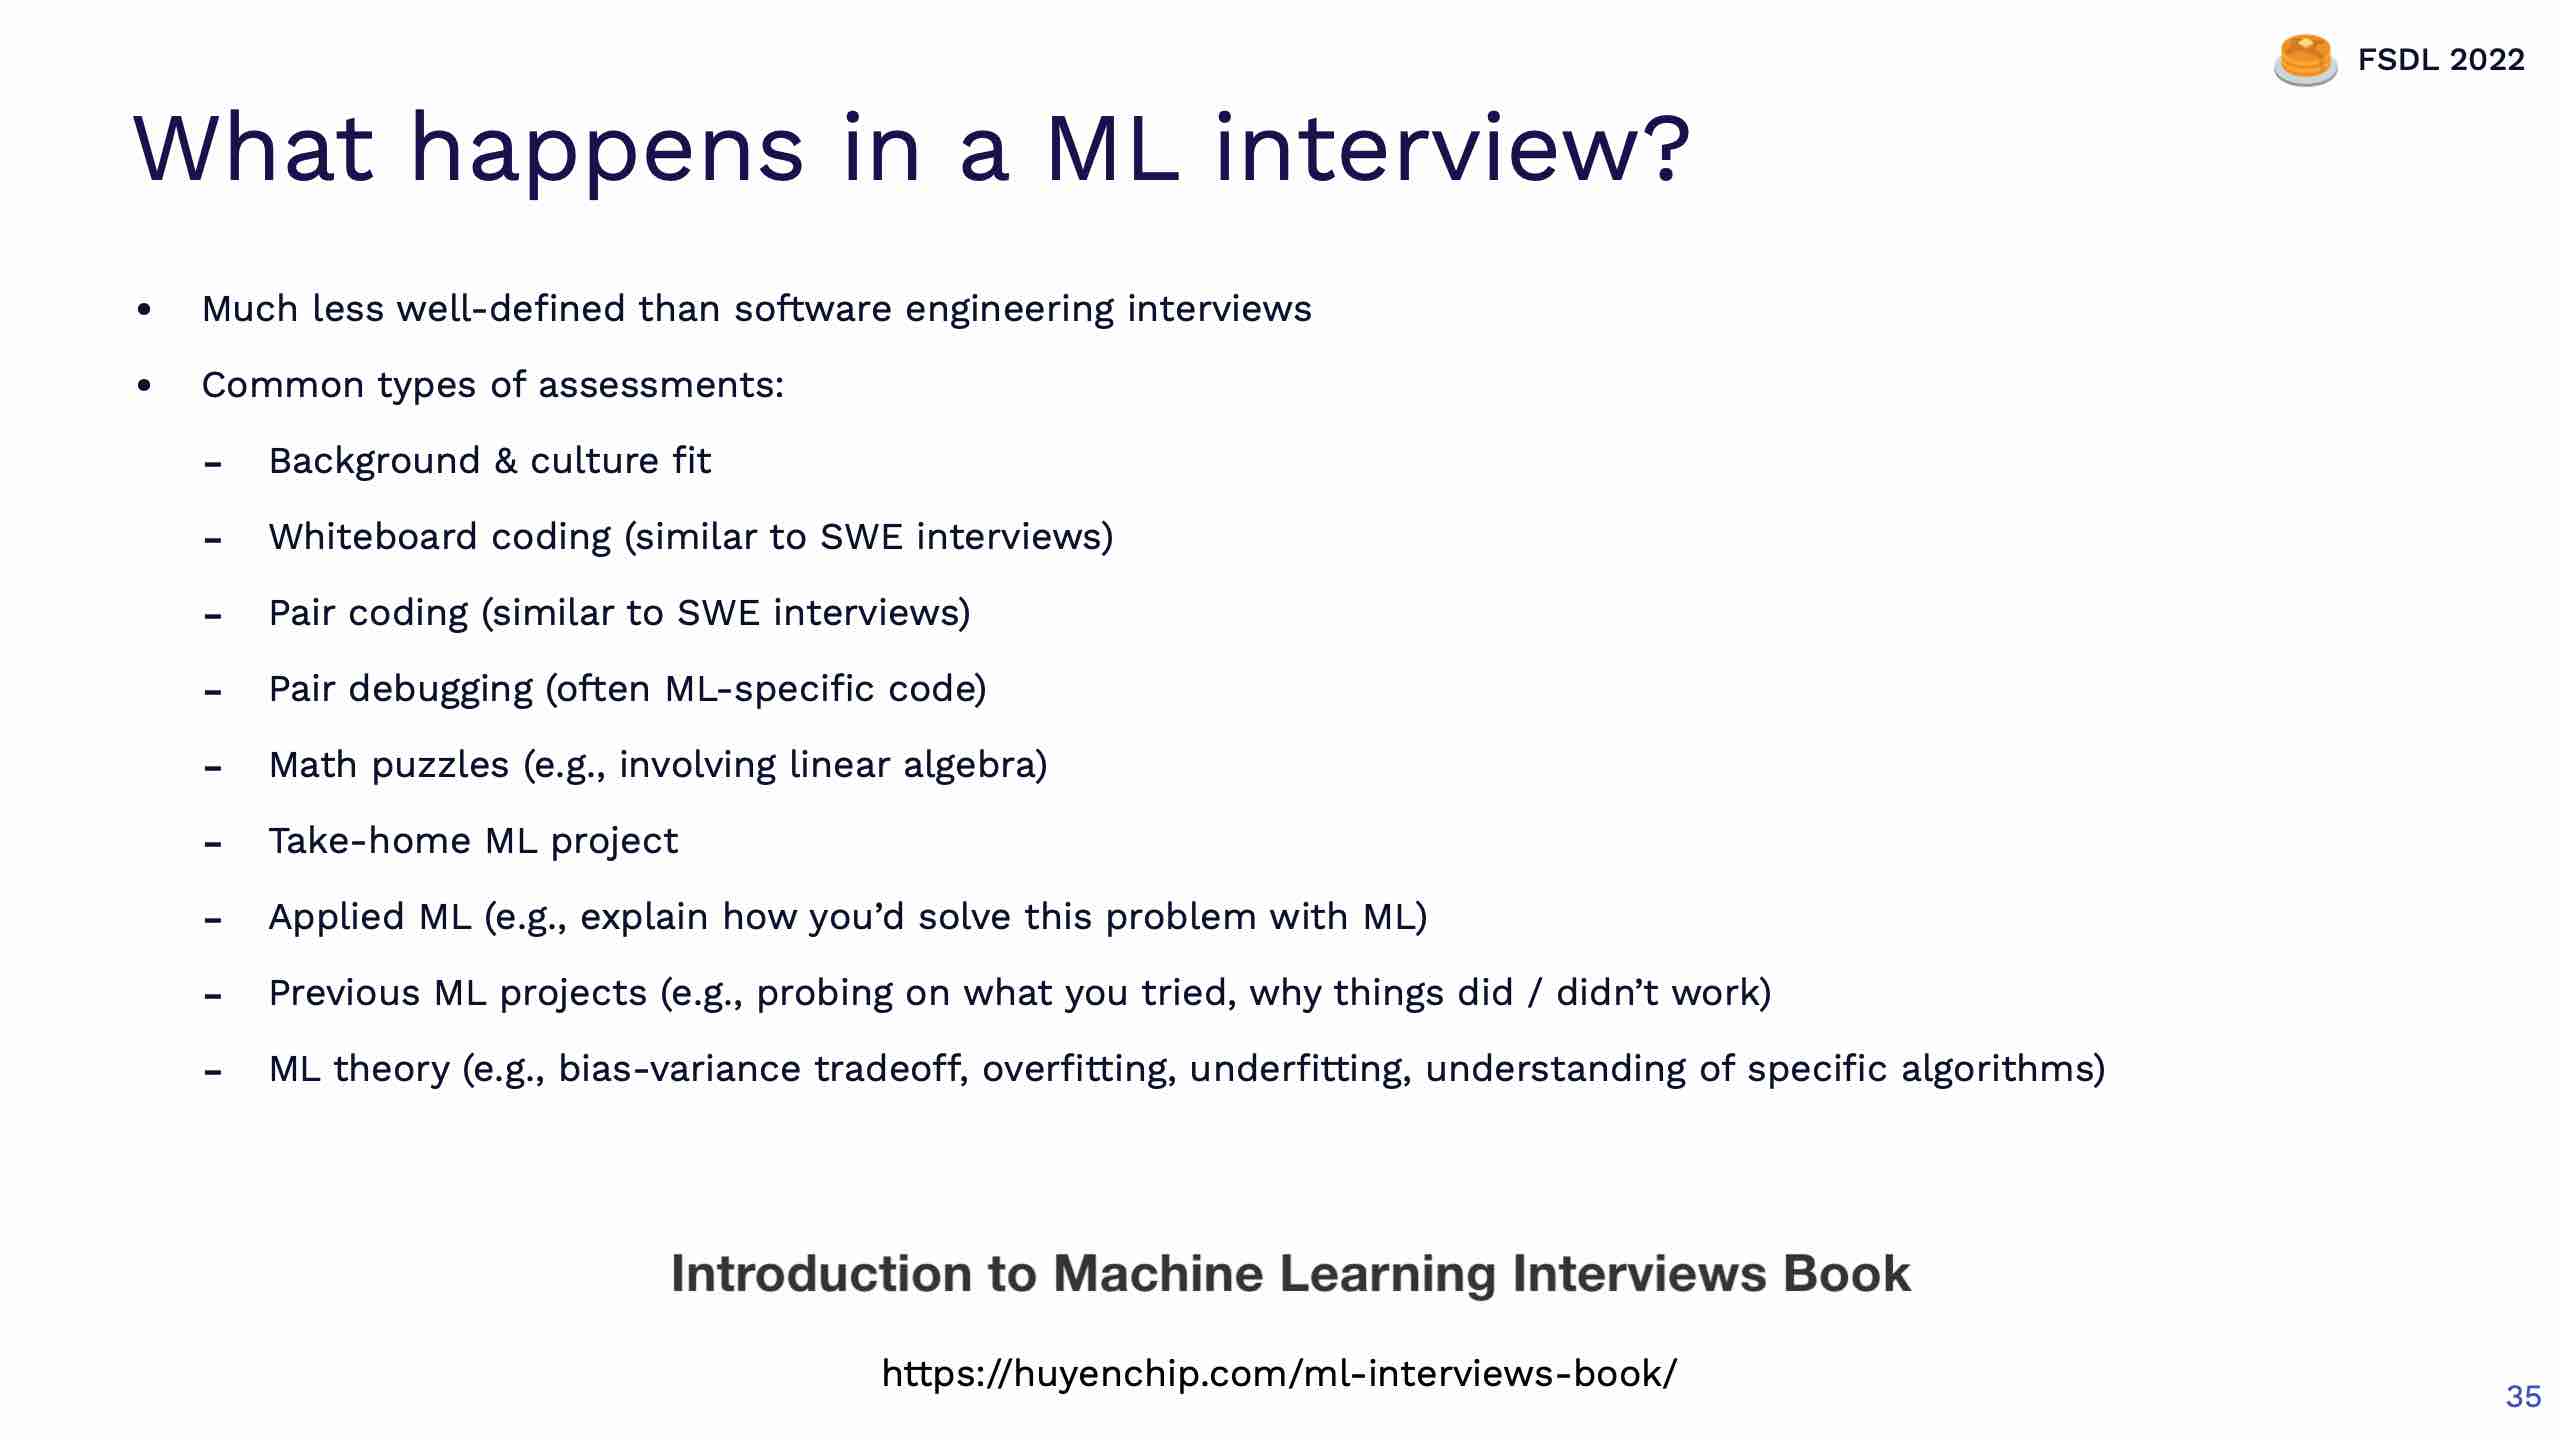 FSDL 2022
What happens in a ML interview?
• Much less well-defined than software engineering interviews
• Common types of assessments:
- Background & culture fit
- Whiteboard coding (similar to SWE interviews)
- Pair coding (similar to SWE interviews)
- Pair debugging (often ML-specific code)
- Math puzzles (e.g., involving linear algebra)
- Take-home ML project
- Applied ML (e.g., explain how you’d solve this problem with ML)
- Previous ML projects (e.g., probing on what you tried, why things did / didn’t work)
- ML theory (e.g., bias-variance tradeoff, overfitting, underfitting, understanding of specific algorithms)
Introduction to Machine Learning Interviews Book
https://huyenchip.com/ml-interviews-book/
35